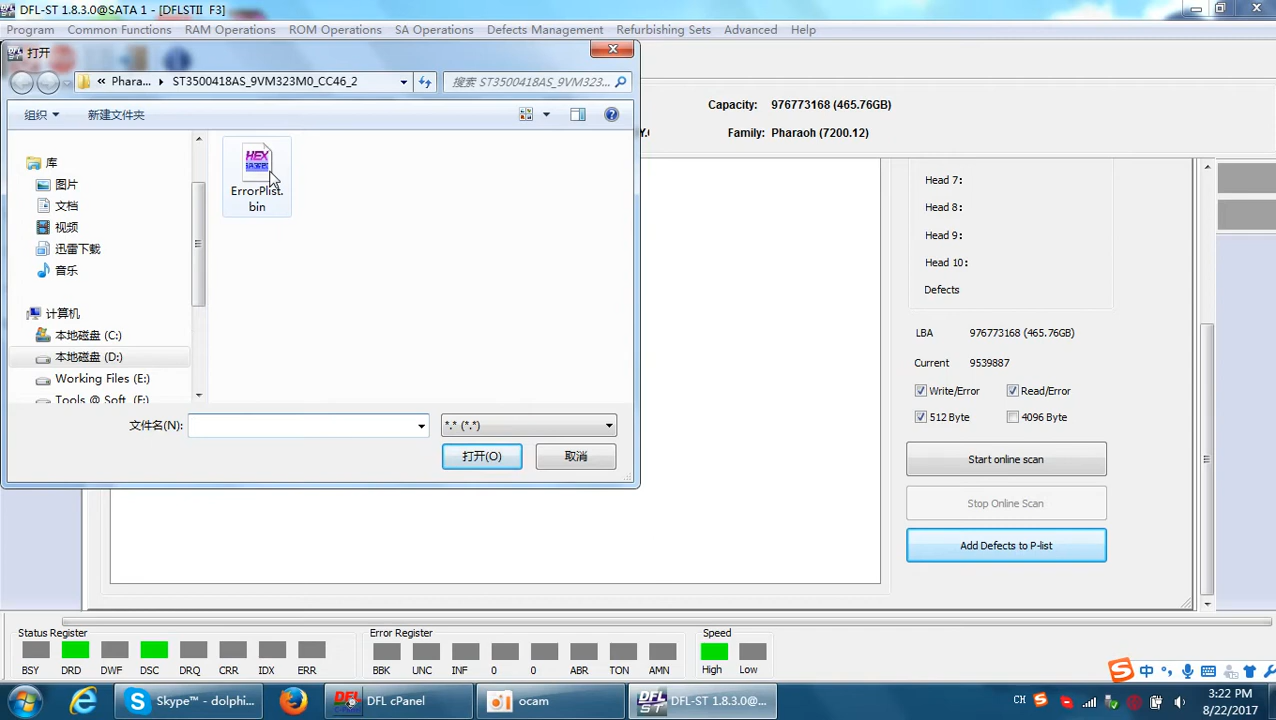 DFL-ST 1.8.3.0@SATA 1 - [DFLSTII F3]
Program Common Functions RAM Operations ROM Operations SA Operations Defects Management Refurbishing Sets Advanced Help
打开
« Phara... ST3500418AS_9VM323M0_CC46_2
搜索 ST3500418AS_9VM323...
组织 新建文件夹
库
图片
文档
视频
迅雷下载
音乐
计算机
本地磁盘 (C:)
本地磁盘 (D:)
Working Files (E:)
Tools @ Soft (F:)
HEX
ErrorPlist.
bin
文件名(N):
*.* (*.*)
打开(O) 取消
Capacity: 976773168 (465.76GB)
Family: Pharaoh (7200.12)
Head 7:
Head 8:
Head 9:
Head 10:
Defects
LBA 976773168 (465.76GB)
Current 9539887
Write/Error Read/Error
512 Byte 4096 Byte
Start online scan
Stop Online Scan
Add Defects to P-list
Status Register Error Register Speed
BSY DRD DWF DSC DRQ CRR IDX ERR BBK UNC INF 0 0 ABR TON AMN High Low
中
Skype™ - dolphi... DFL cPanel ocam DFL-ST 1.8.3.0@...
CH
3:22 PM
8/22/2017